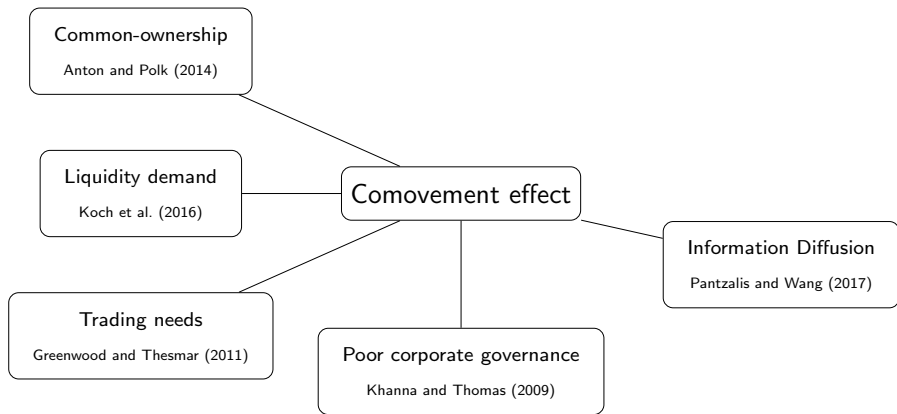 Common-ownership
Anton and Polk (2014)
Liquidity demand
Koch et al. (2016)
Comovement effect
Information Diffusion
Pantzalis and Wang (2017)
Trading needs
Greenwood and Thesmar (2011)
Poor corporate governance
Khanna and Thomas (2009)